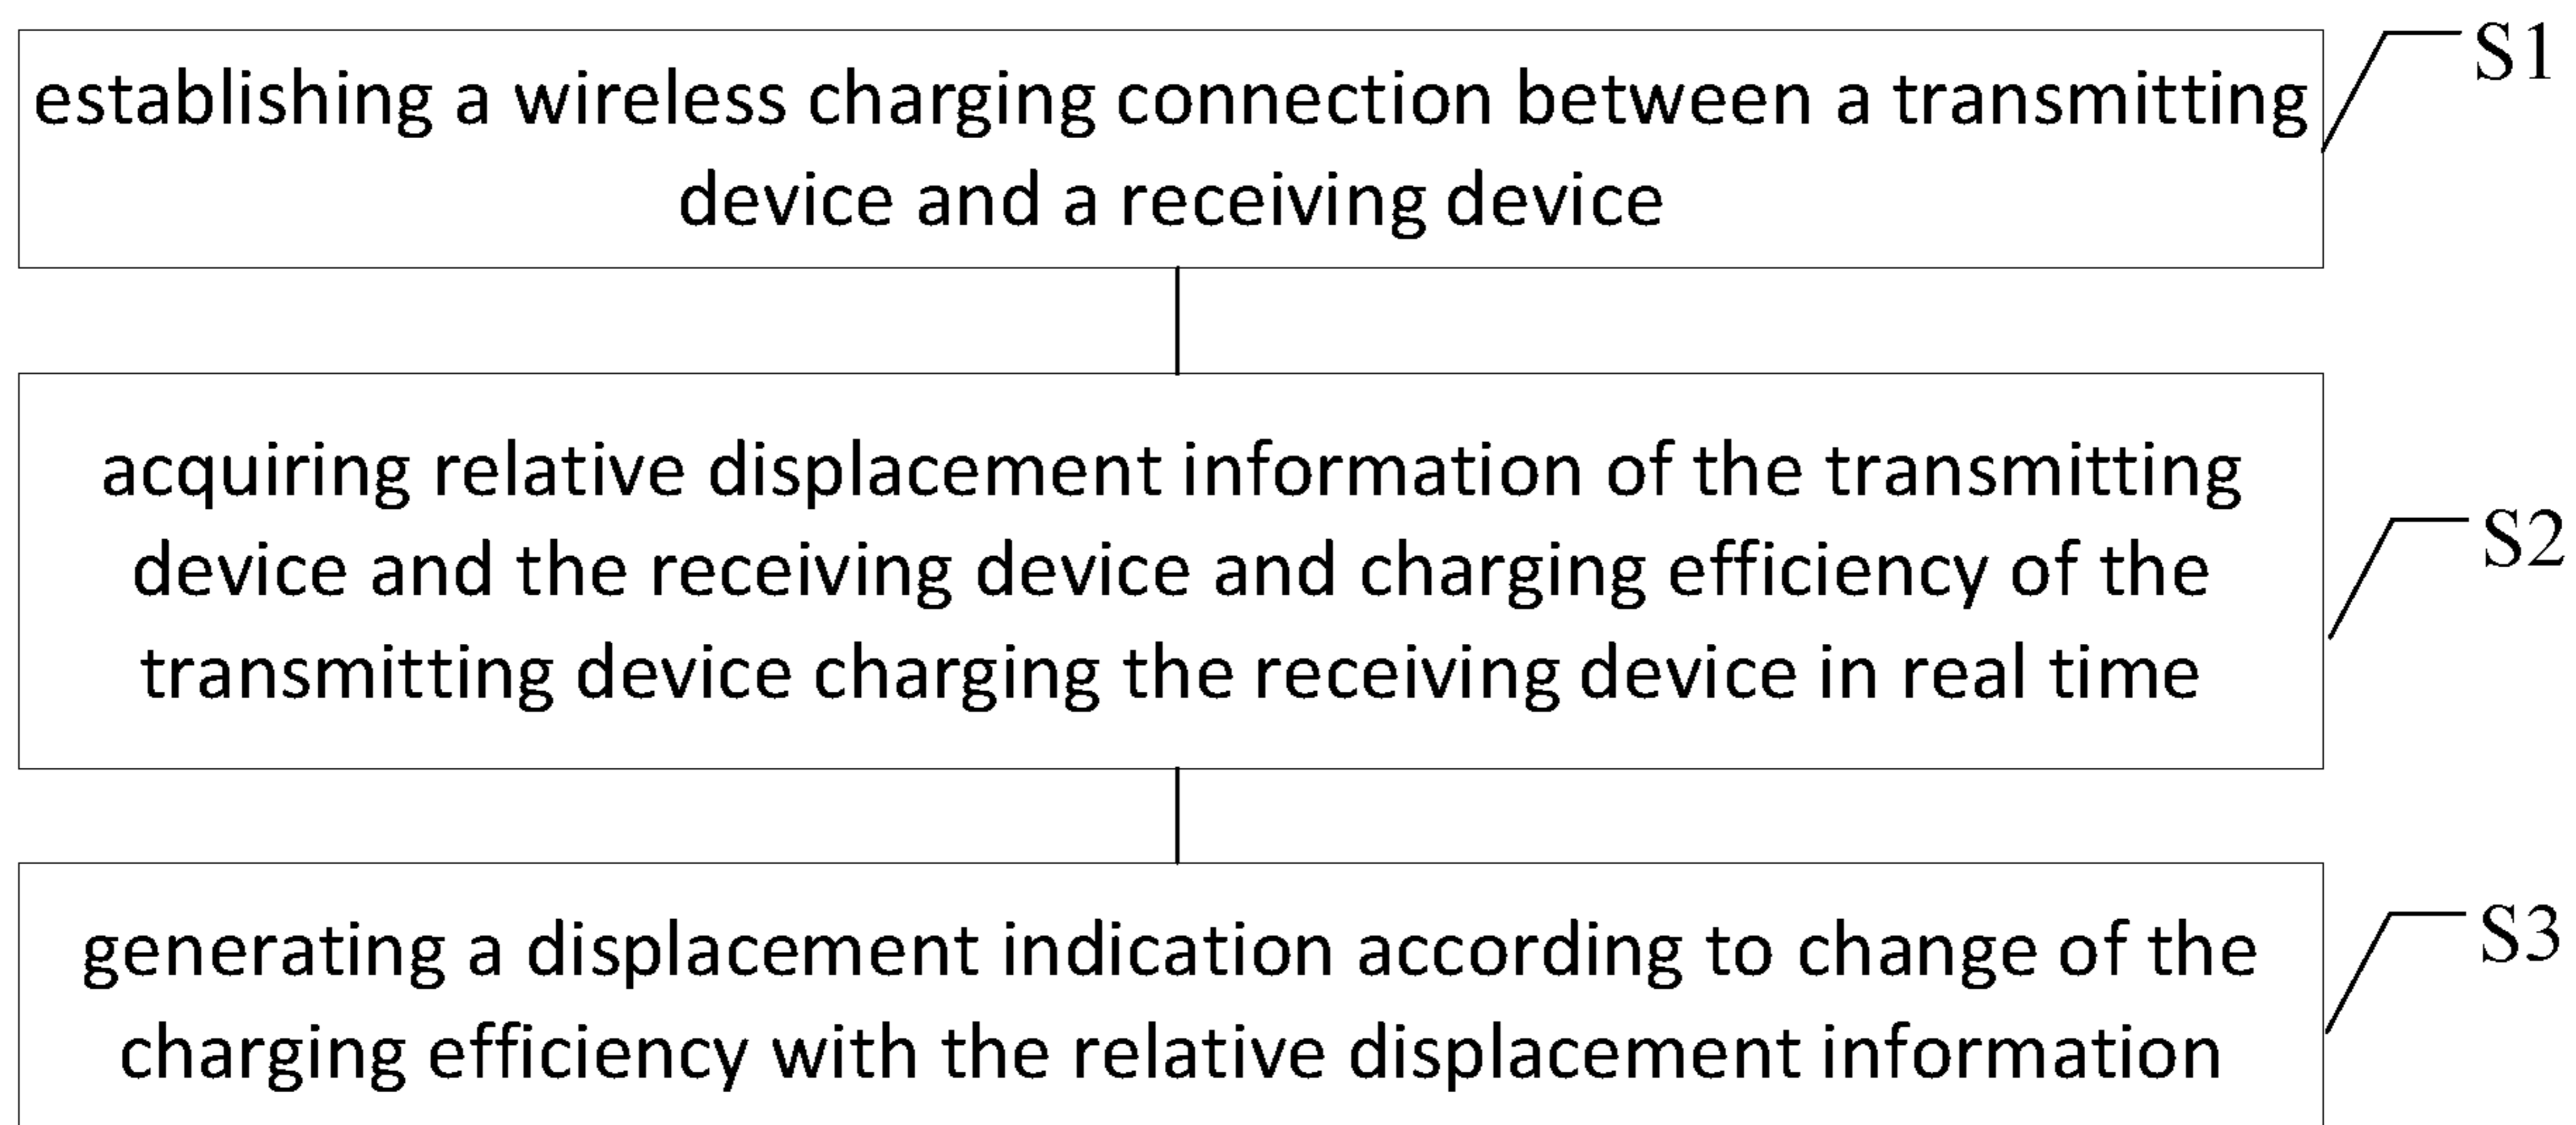 establishing a wireless charging connection between a transmitting
device and a receiving device
S1
acquiring relative displacement information of the transmitting
device and the receiving device and charging efficiency of the
transmitting device charging the receiving device in real time
S2
generating a displacement indication according to change of the
charging efficiency with the relative displacement information
S3